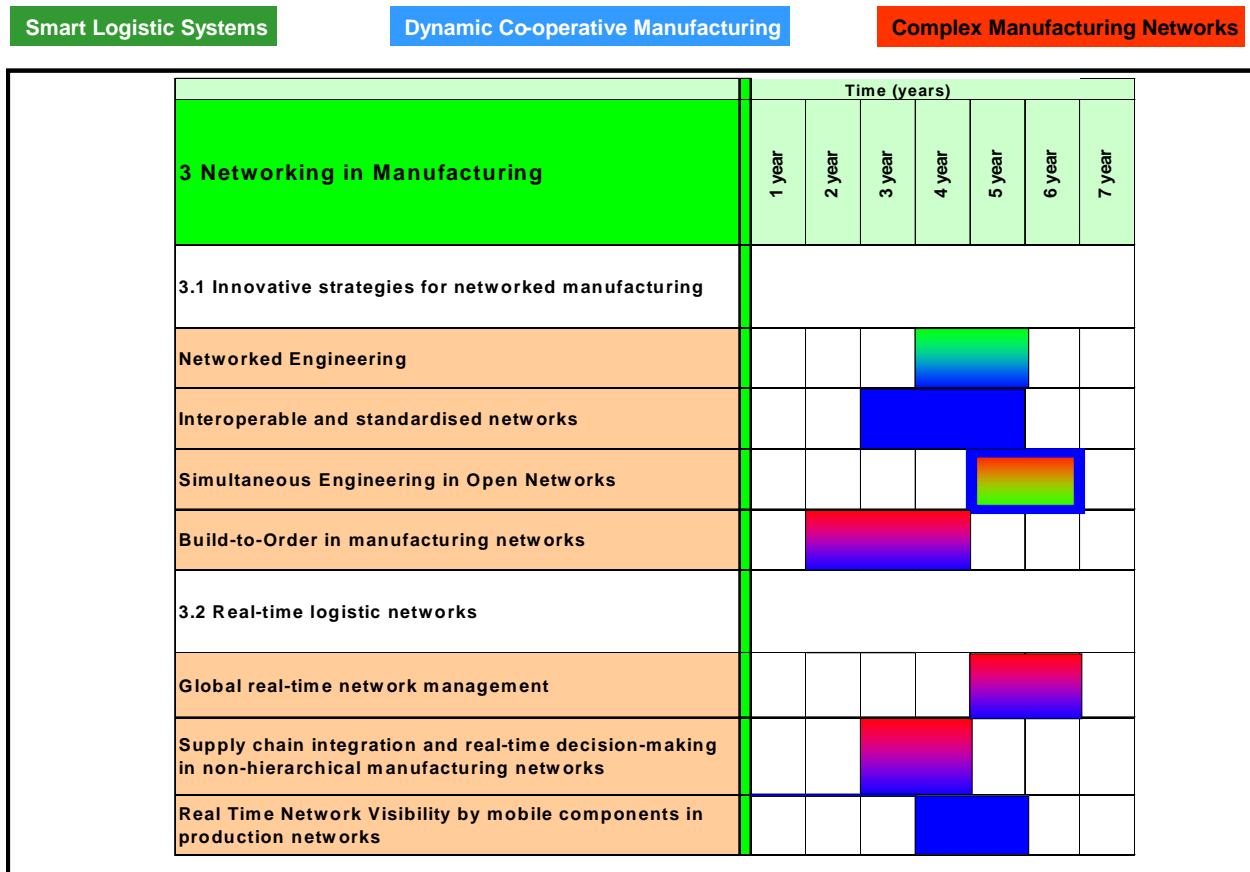 Smart Logistic Systems
Dynamic Co-operative Manufacturing
Complex Manufacturing Networks
Time (years)
3 Networking in Manufacturing
1 year
2 year
3 year
4 year
5 year
6 year
7 year
3.1 Innovative strategies for networked manufacturing
Networked Engineering
Interoperable and standardised networks
Simultaneous Engineering in Open Networks
Build-to-Order in manufacturing networks
3.2 Real-time logistic networks
Global real-time network management
Supply chain integration and real-time decision-making
in non-hierarchical manufacturing networks
Real Time Network Visibility by mobile components in
production networks